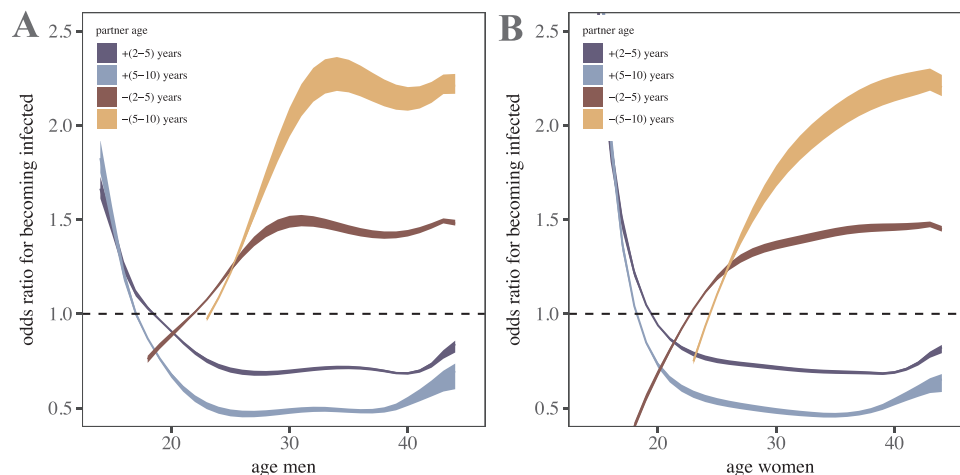 A
partner age
+(2−5) years
+(5−10) years
−(2−5) years
−(5−10) years
odds ratio for becoming infected
2.5
2.0
1.5
1.0
0.5
20
30
40
age men
B
partner age
+(2−5) years
+(5−10) years
−(2−5) years
−(5−10) years
odds ratio for becoming infected
2.5
2.0
1.5
1.0
0.5
20
30
40
age women